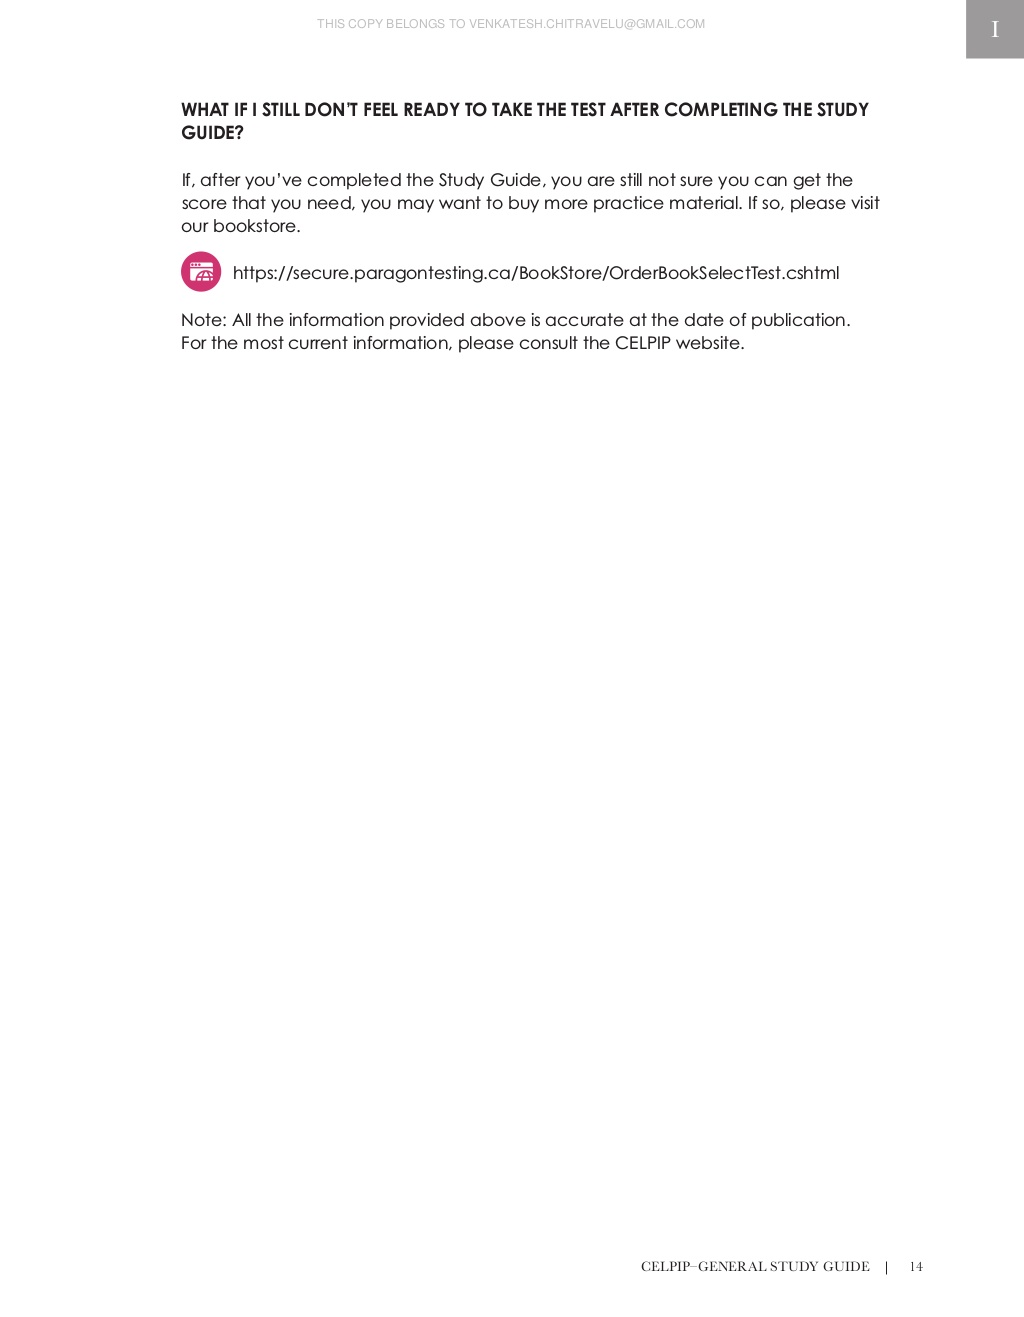 THIS COPY BELONGS TO VENKATESH.CHITRAVELU@GMAIL.COM
I
WHAT IF I STILL DON’T FEEL READY TO TAKE THE TEST AFTER COMPLETING THE STUDY
GUIDE?
If, after you’ve completed the Study Guide, you are still not sure you can get the
score that you need, you may want to buy more practice material. If so, please visit
our bookstore.
https://secure.paragontesting.ca/BookStore/OrderBookSelectTest.cshtml
Note: All the information provided above is accurate at the date of publication.
For the most current information, please consult the CELPIP website.
CELPIP–GENERAL STUDY GUIDE | 14